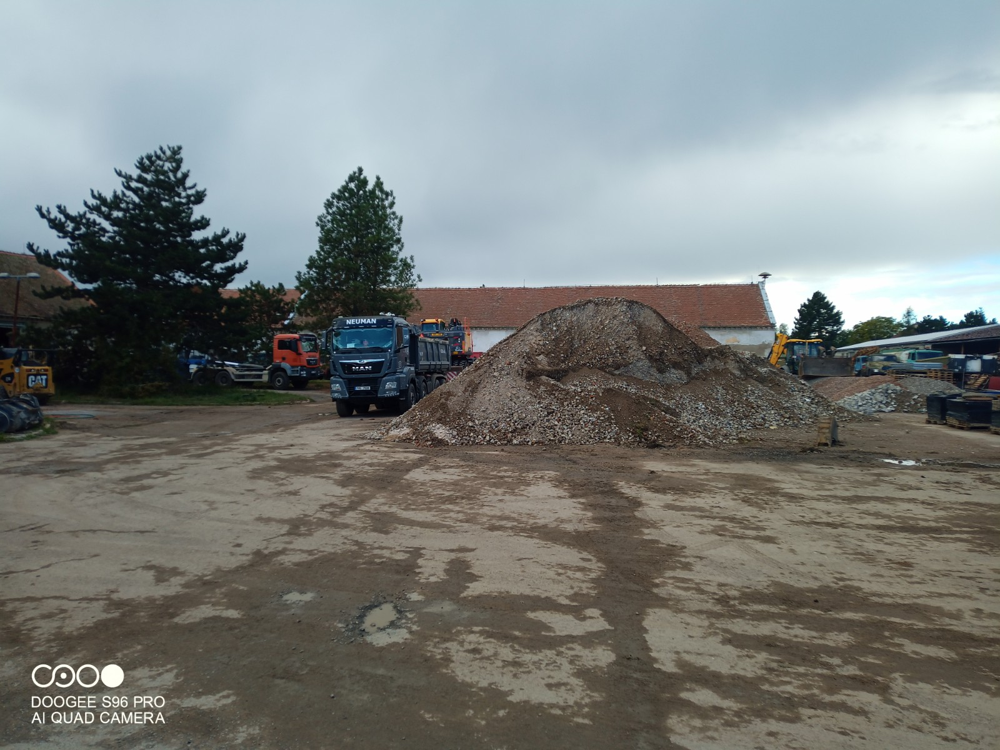 NEUMAN
MAN
CAT
DOOGEE S96 PRO
AI QUAD CAMERA